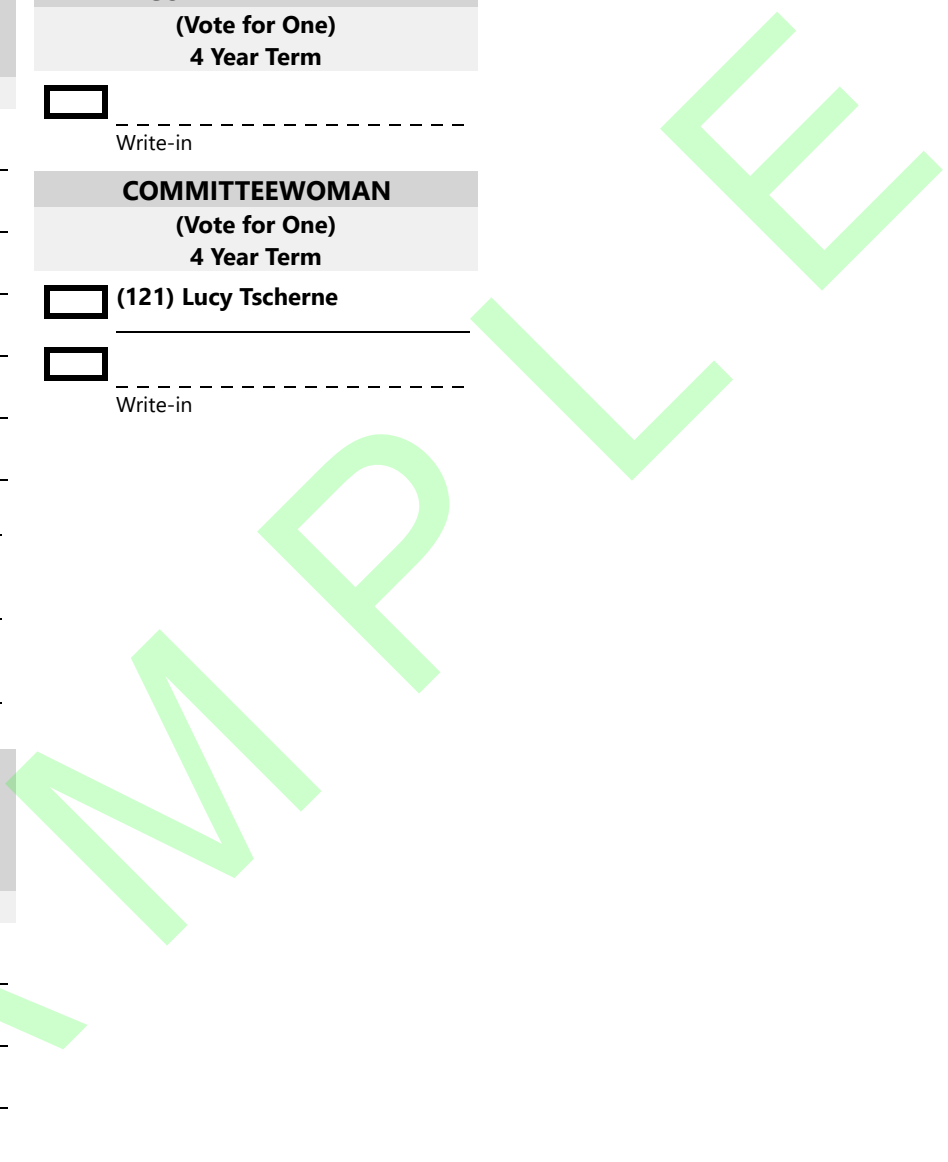 (Vote for One)
4 Year Term
Write-in
COMMITTEEWOMAN
(Vote for One)
4 Year Term
(121) Lucy Tscherne
Write-in
MPLE